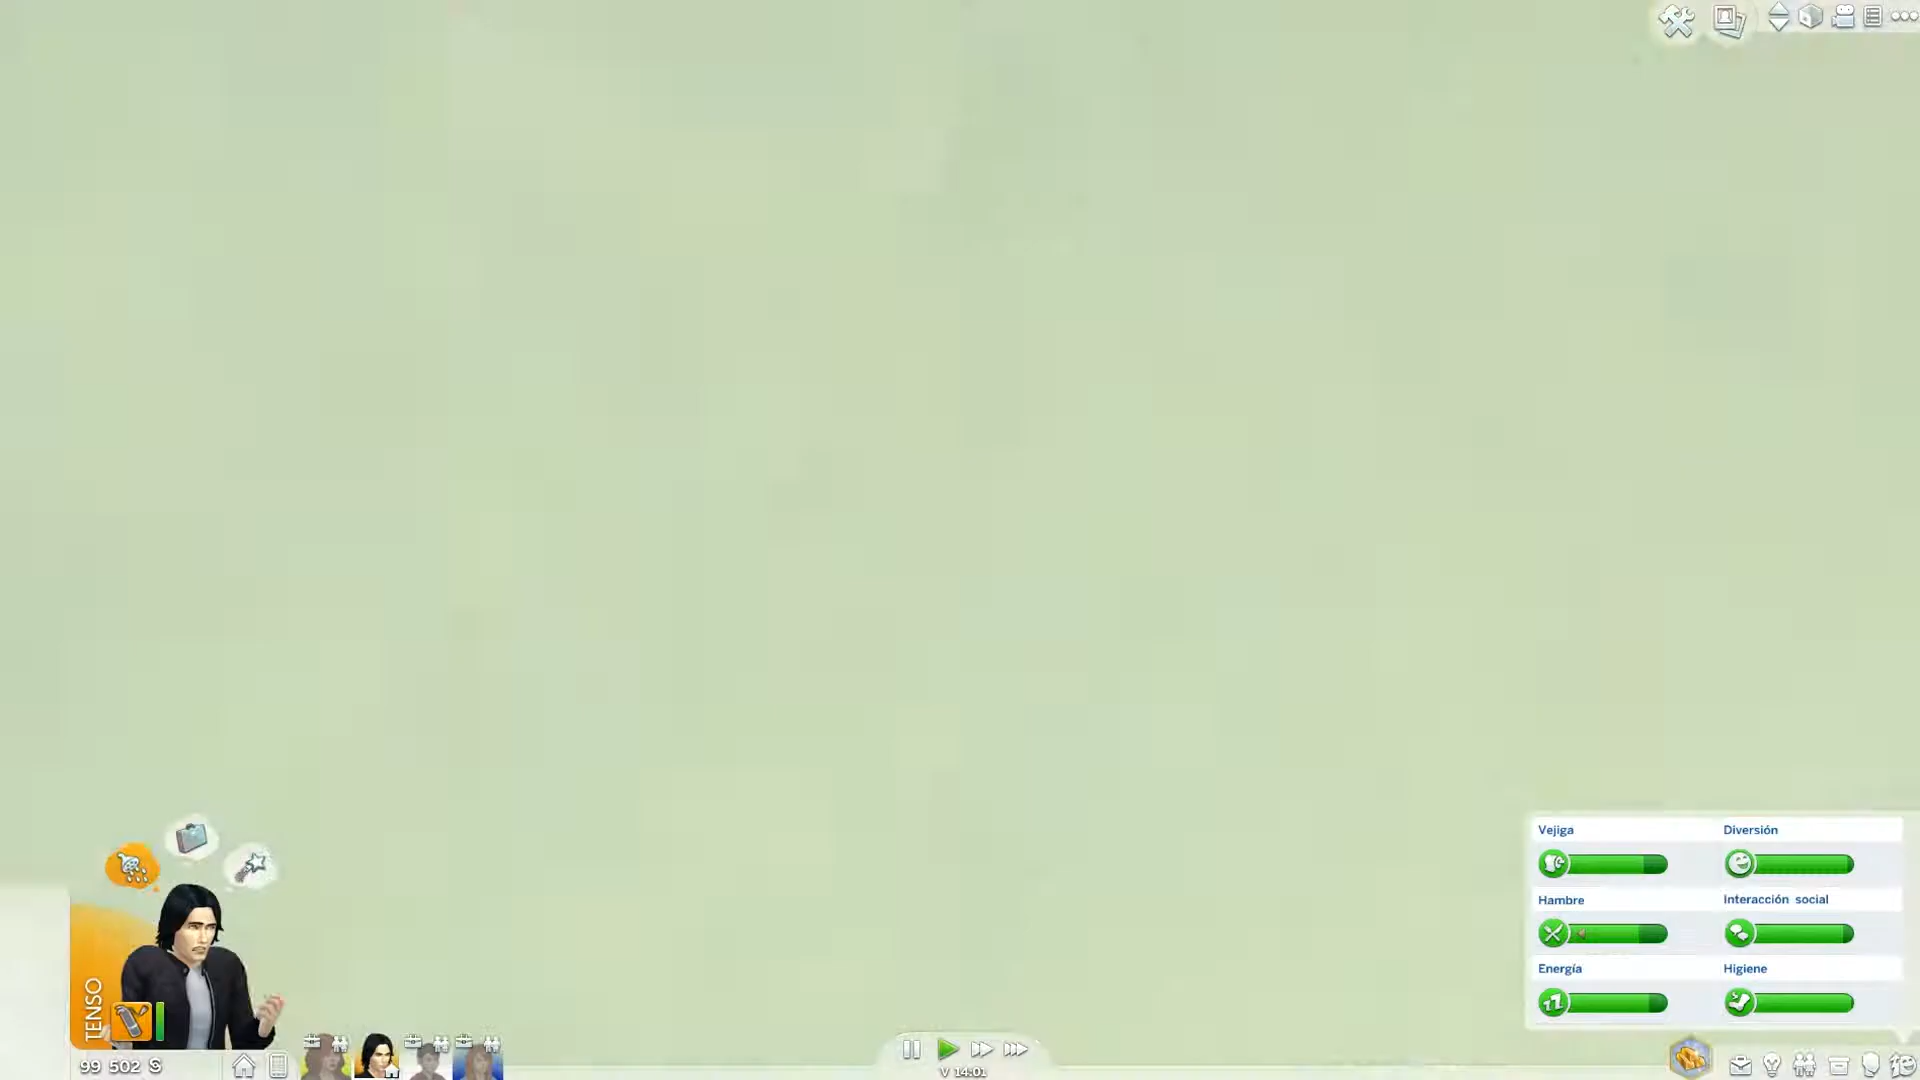 Vejiga
Diversión
Hambre
Interacción social
Energía
Higiene
TENSO
99 502
V 14:01